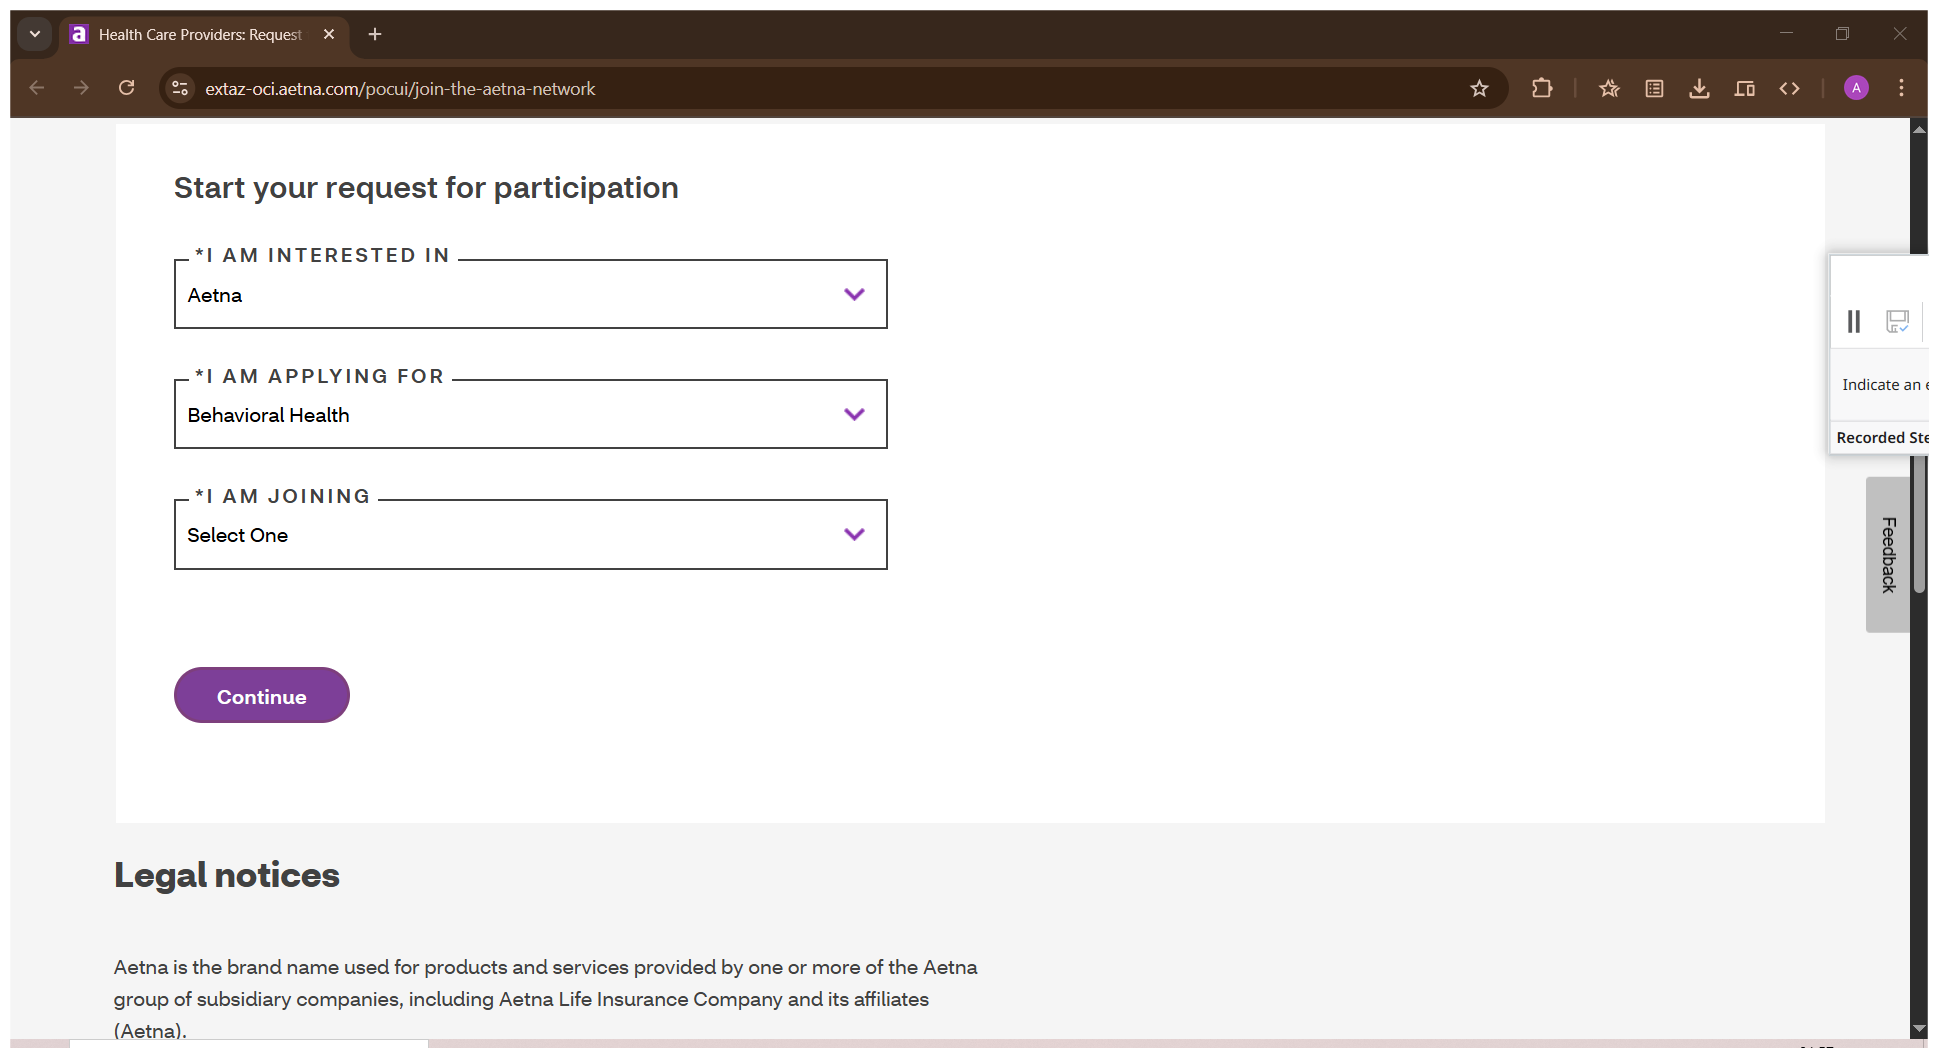 Health Care Providers: Request
extaz-oci.aetna.com/pocui/join-the-aetna-network
A
Start your request for participation
*I AM INTERESTED IN
Aetna
*I AM APPLYING FOR
Behavioral Health
*I AM JOINING
Select One
Continue
Indicate an e
Recorded Ste
Feedback
Legal notices
Aetna is the brand name used for products and services provided by one or more of the Aetna
group of subsidiary companies, including Aetna Life Insurance Company and its affiliates
(Aetna).